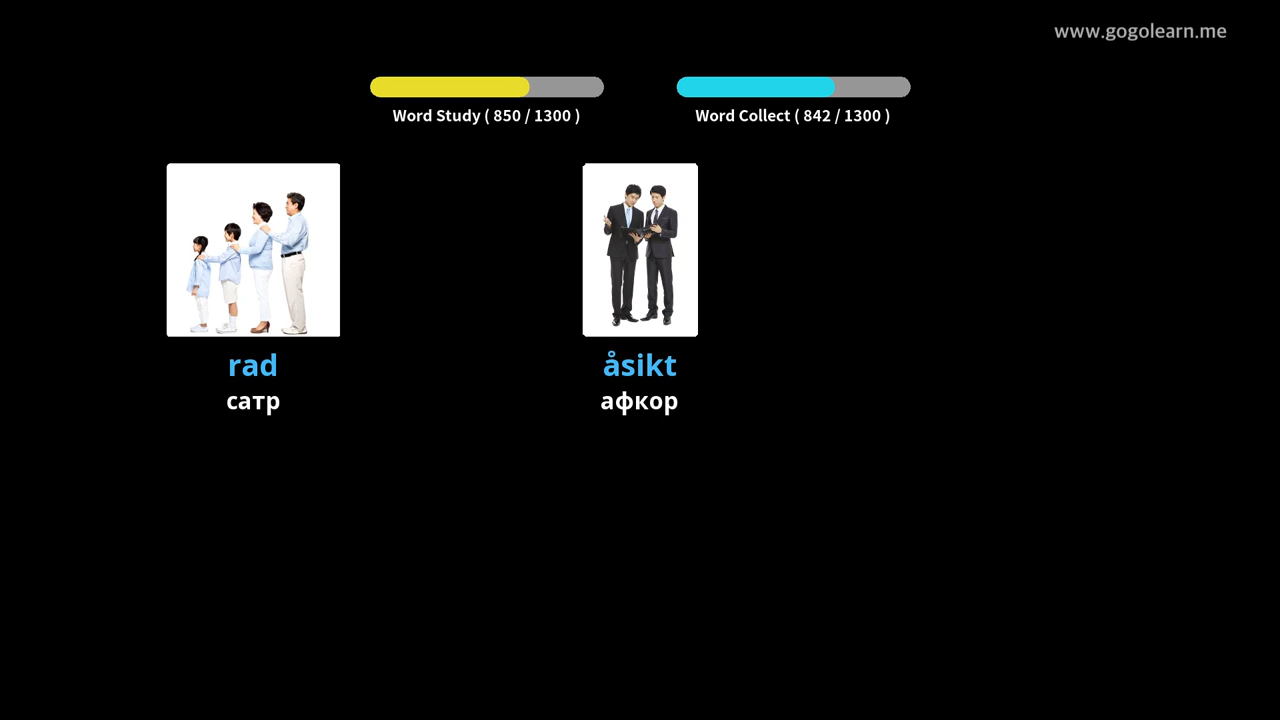 www.gogolearn.me
Word Study ( 850 / 1300 )
Word Collect ( 842 / 1300 )
rad
сатр
åsikt
афкор